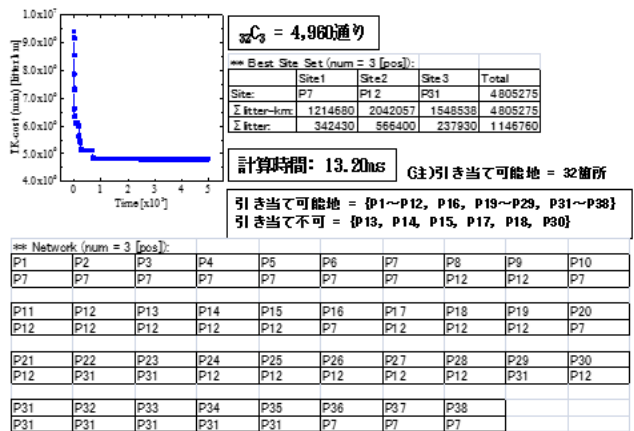 1.0x10⁷
9.0x10⁶
8.0x10⁶
7.0x10⁶
6.0x10⁶
5.0x10⁶
4.0x10⁶
TK-cost (min) [litter km]
0 1 2 3 4 5
Time [x10³]
₃₂C₃ = 4,960通り
** Best Site Set (num = 3 [pos]):
Site1 Site2 Site3 Total
Site: P7 P12 P31 4805275
Σlitter-km: 1214680 2042057 1548538 4805275
Σlitter: 342430 566400 237930 1146760
計算時間: 13.20ms
(注)引き当て可能地 = 32箇所
引き当て可能地 = {P1～P12, P16, P19～P29, P31～P38}
引き当て不可 = {P13, P14, P15, P17, P18, P30}
** Network (num = 3 [pos]):
P1 P2 P3 P4 P5 P6 P7 P8 P9 P10
P7 P7 P7 P7 P7 P7 P7 P12 P12 P7
P11 P12 P13 P14 P15 P16 P17 P18 P19 P20
P12 P12 P12 P12 P12 P7 P12 P12 P12 P7
P21 P22 P23 P24 P25 P26 P27 P28 P29 P30
P12 P31 P31 P12 P12 P12 P12 P12 P31 P12
P31 P32 P33 P34 P35 P36 P37 P38
P31 P31 P31 P31 P31 P7 P7 P7